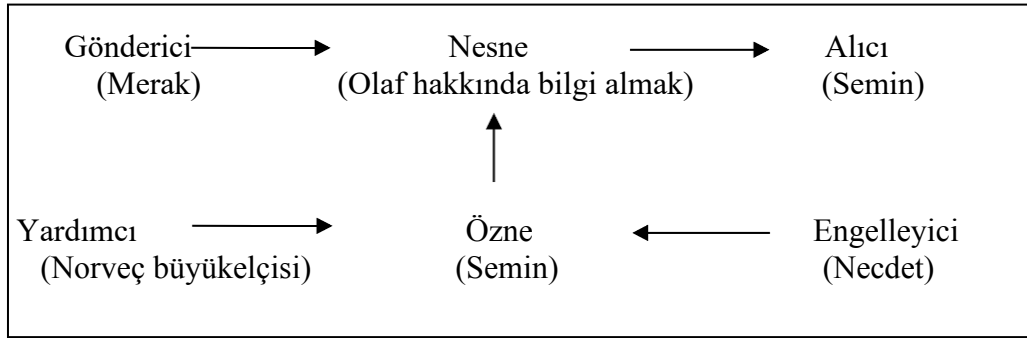 Gönderici Nesne Alıcı
(Merak) (Olaf hakkında bilgi almak) (Semin)
Yardımcı Özne Engelleyici
(Norveç büyükelçisi) (Semin) (Necdet)